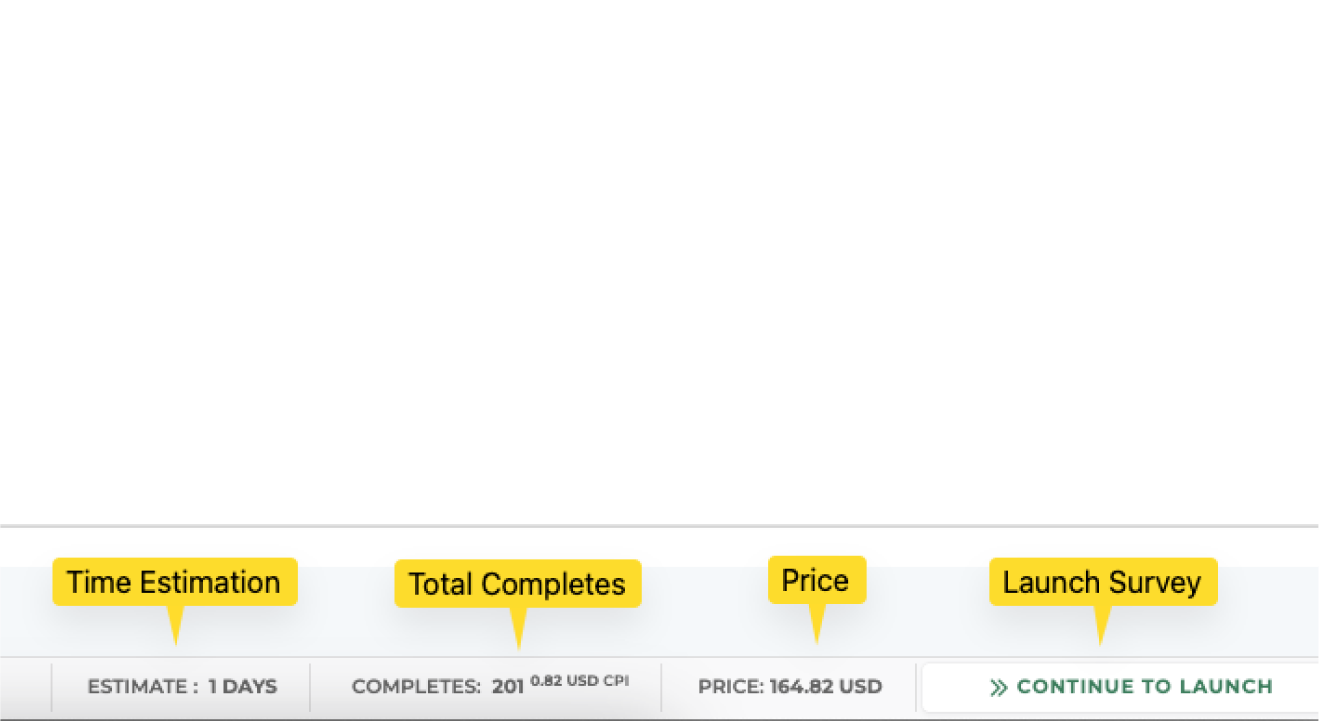 Time Estimation
Total Completes
Price
Launch Survey
ESTIMATE : 1 DAYS
COMPLETES: 201 0.82 USD CPI
PRICE: 164.82 USD
CONTINUE TO LAUNCH